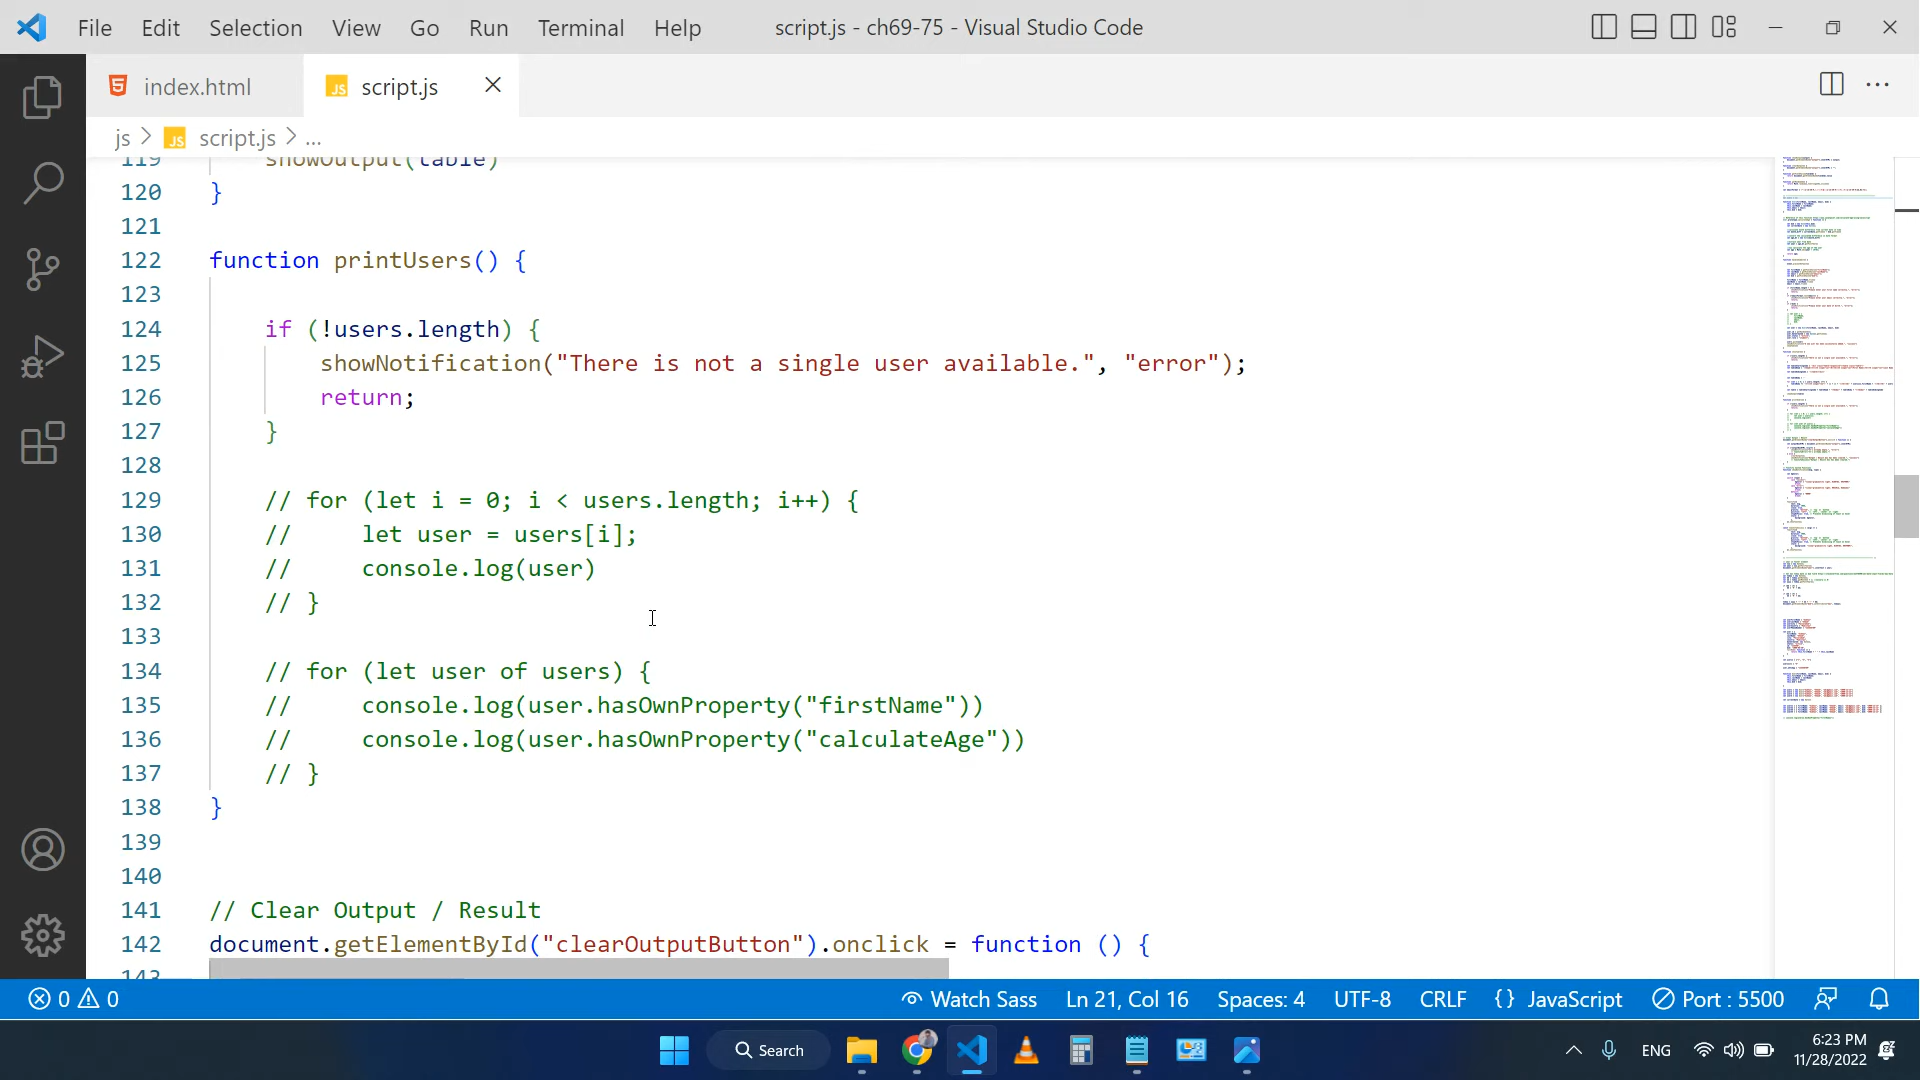 File Edit Selection View Go Run Terminal Help script.js - ch69-75 - Visual Studio Code
index.html script.js
js > script.js > ...
119 showOutput(table)
120 }
121
122 function printUsers() {
123
124 if (!users.length) {
125 showNotification("There is not a single user available.", "error");
126 return;
127 }
128
129 // for (let i = 0; i < users.length; i++) {
130 // let user = users[i];
131 // console.log(user)
132 // }
133
134 // for (let user of users) {
135 // console.log(user.hasOwnProperty("firstName"))
136 // console.log(user.hasOwnProperty("calculateAge"))
137 // }
138 }
139
140
141 // Clear Output / Result
142 document.getElementById("clearOutputButton").onclick = function () {
143
0 0 Watch Sass Ln 21, Col 16 Spaces: 4 UTF-8 CRLF {} JavaScript Port : 5500
Search ENG 6:23 PM
11/28/2022